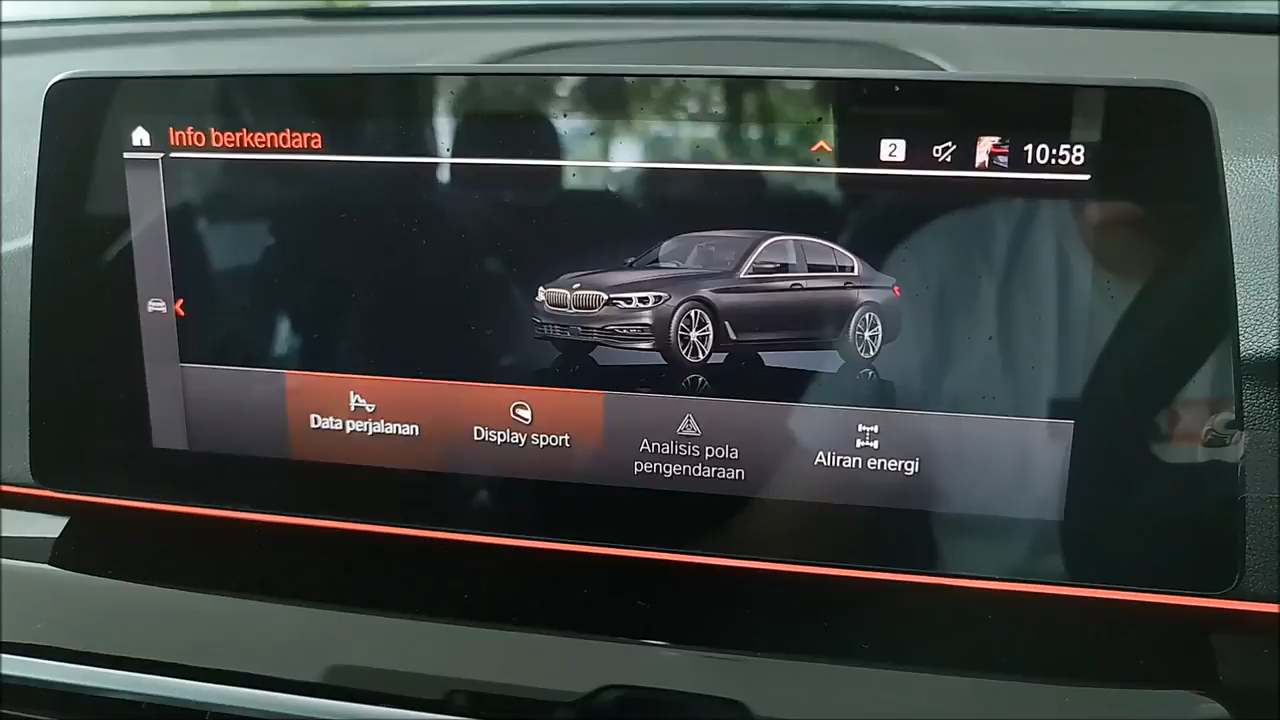 Info berkendara
2
10:58
Data perjalanan
Display sport
Analisis pola
pengendaraan
Aliran energi